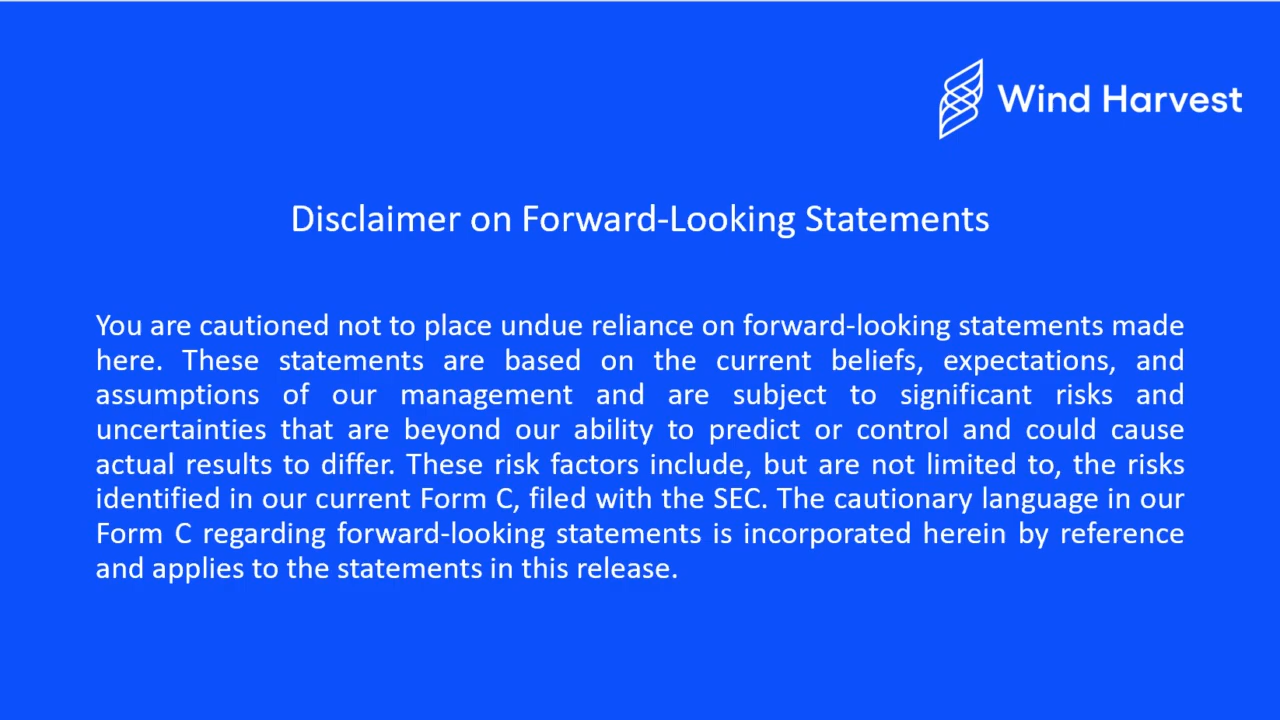 Wind Harvest
Disclaimer on Forward-Looking Statements
You are cautioned not to place undue reliance on forward-looking statements made
here. These statements are based on the current beliefs, expectations, and
assumptions of our management and are subject to significant risks and
uncertainties that are beyond our ability to predict or control and could cause
actual results to differ. These risk factors include, but are not limited to, the risks
identified in our current Form C, filed with the SEC. The cautionary language in our
Form C regarding forward-looking statements is incorporated herein by reference
and applies to the statements in this release.